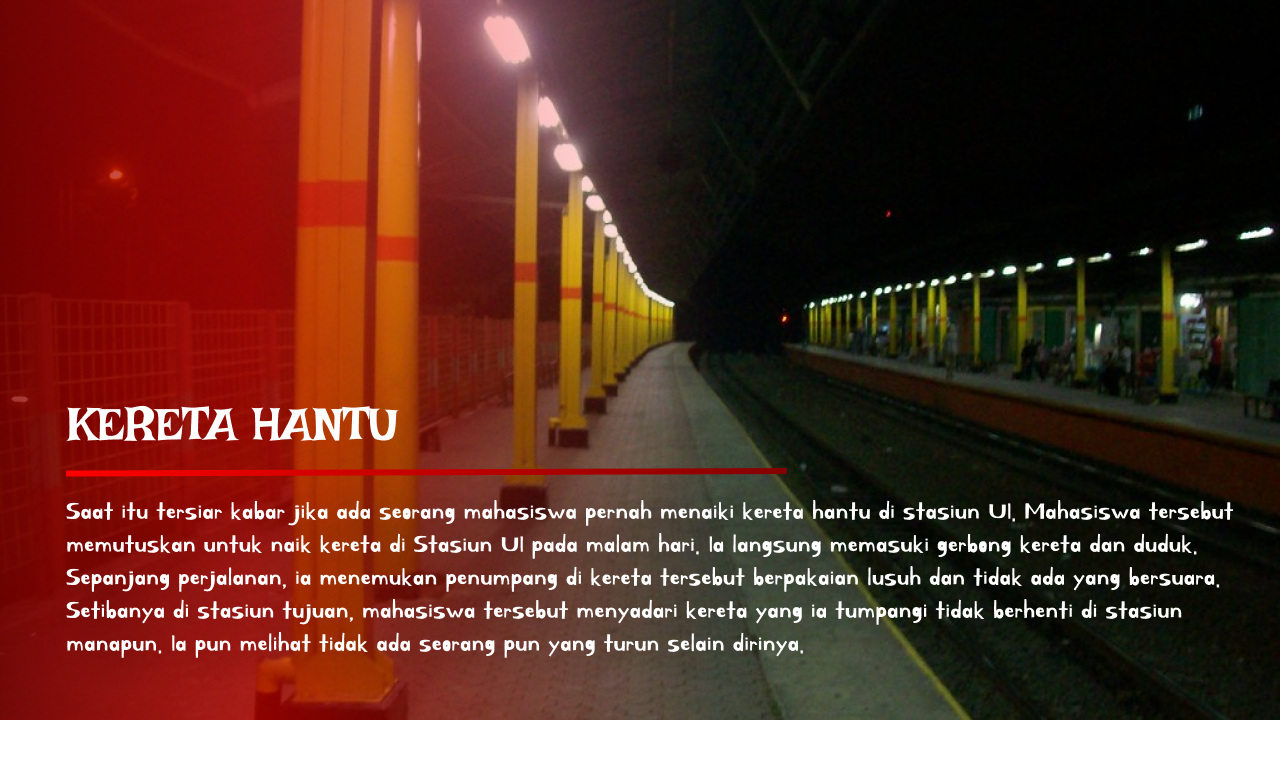 KERETA HANTU
Saat itu tersiar kabar jika ada seorang mahasiswa pernah menaiki kereta hantu di stasiun UI. Mahasiswa tersebut
memutuskan untuk naik kereta di Stasiun UI pada malam hari. Ia langsung memasuki gerbong kereta dan duduk.
Sepanjang perjalanan, ia menemukan penumpang di kereta tersebut berpakaian lusuh dan tidak ada yang bersuara.
Setibanya di stasiun tujuan, mahasiswa tersebut menyadari kereta yang ia tumpangi tidak berhenti di stasiun
manapun. Ia pun melihat tidak ada seorang pun yang turun selain dirinya.